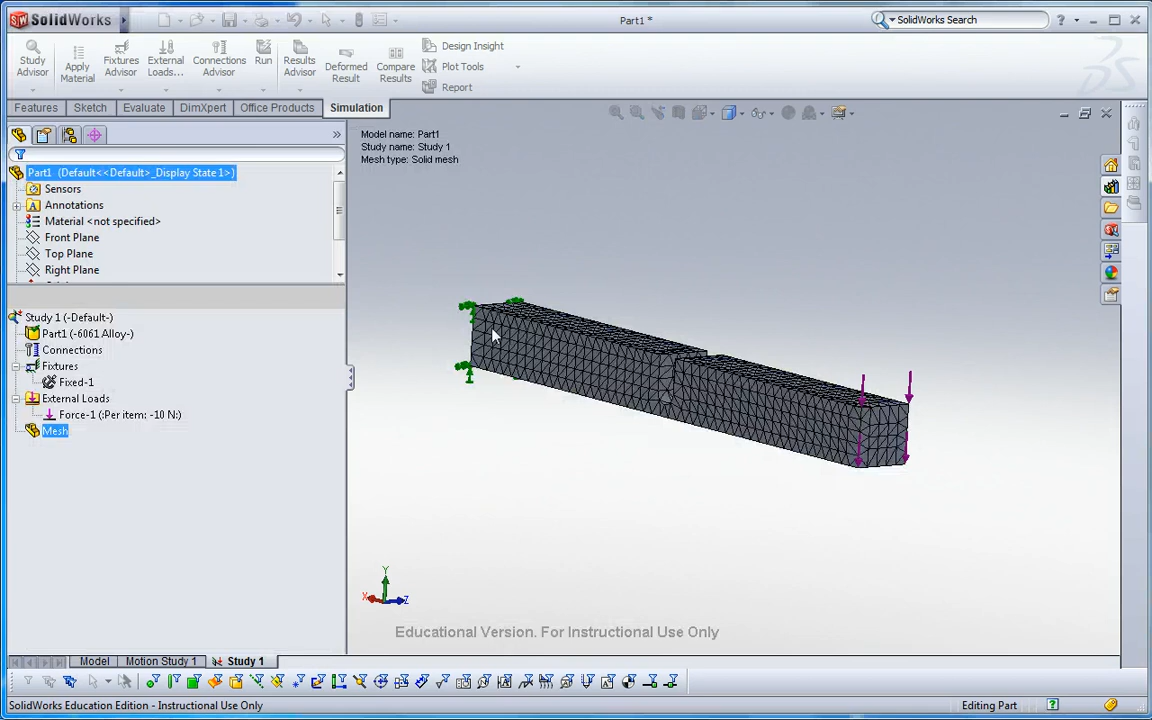 SolidWorks
Part1 *
SolidWorks Search
Study Advisor
Apply Material
Fixtures Advisor
External Loads...
Connections Advisor
Run
Results Advisor
Deformed Result
Compare Results
Design Insight
Plot Tools
Report
Features
Sketch
Evaluate
DimXpert
Office Products
Simulation
Model name: Part1
Study name: Study 1
Mesh type: Solid mesh
Part1 (Default<<Default>_Display State 1>)
Sensors
Annotations
Material <not specified>
Front Plane
Top Plane
Right Plane
Study 1 (-Default-)
Part1 (-6061 Alloy-)
Connections
Fixtures
Fixed-1
External Loads
Force-1 (:Per item: -10 N:)
Mesh
Y
X
Z
Educational Version. For Instructional Use Only
Model
Motion Study 1
Study 1
SolidWorks Education Edition - Instructional Use Only
Editing Part